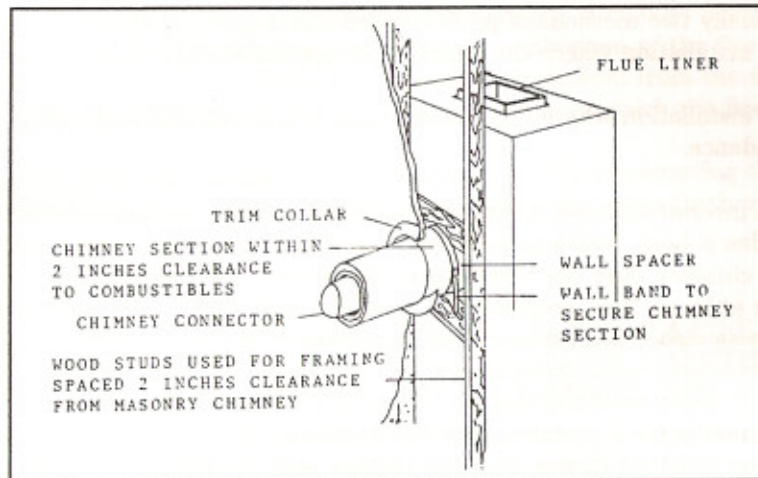 FLUE LINER
TRIM COLLAR
CHIMNEY SECTION WITHIN
2 INCHES CLEARANCE
TO COMBUSTIBLES
CHIMNEY CONNECTOR
WOOD STUDS USED FOR FRAMING
SPACED 2 INCHES CLEARANCE
FROM MASONRY CHIMNEY
WALL SPACER
WALL BAND TO
SECURE CHIMNEY
SECTION